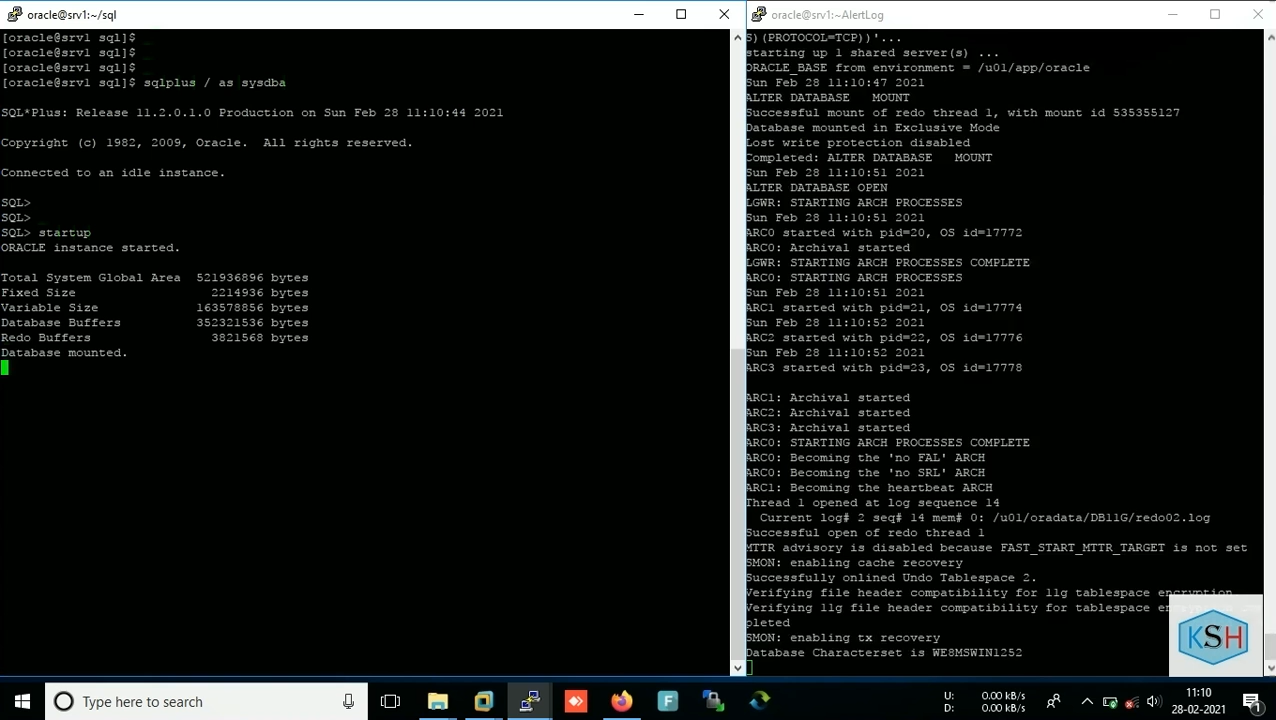 oracle@srv1:~/sql
[oracle@srv1 sql]$
[oracle@srv1 sql]$
[oracle@srv1 sql]$
[oracle@srv1 sql]$ sqlplus / as sysdba
SQL*Plus: Release 11.2.0.1.0 Production on Sun Feb 28 11:10:44 2021
Copyright (c) 1982, 2009, Oracle.  All rights reserved.
Connected to an idle instance.
SQL>
SQL>
SQL> startup
ORACLE instance started.
Total System Global Area  521936896 bytes
Fixed Size                  2214936 bytes
Variable Size             163578856 bytes
Database Buffers          352321536 bytes
Redo Buffers                3821568 bytes
Database mounted.
oracle@srv1:~AlertLog
S)(PROTOCOL=TCP))'...
starting up 1 shared server(s) ...
ORACLE_BASE from environment = /u01/app/oracle
Sun Feb 28 11:10:47 2021
ALTER DATABASE   MOUNT
Successful mount of redo thread 1, with mount id 535355127
Database mounted in Exclusive Mode
Lost write protection disabled
Completed: ALTER DATABASE   MOUNT
Sun Feb 28 11:10:51 2021
ALTER DATABASE OPEN
LGWR: STARTING ARCH PROCESSES
Sun Feb 28 11:10:51 2021
ARC0 started with pid=20, OS id=17772
ARC0: Archival started
LGWR: STARTING ARCH PROCESSES COMPLETE
ARC0: STARTING ARCH PROCESSES
Sun Feb 28 11:10:51 2021
ARC1 started with pid=21, OS id=17774
Sun Feb 28 11:10:52 2021
ARC2 started with pid=22, OS id=17776
Sun Feb 28 11:10:52 2021
ARC3 started with pid=23, OS id=17778
ARC1: Archival started
ARC2: Archival started
ARC3: Archival started
ARC0: STARTING ARCH PROCESSES COMPLETE
ARC0: Becoming the 'no FAL' ARCH
ARC0: Becoming the 'no SRL' ARCH
ARC1: Becoming the heartbeat ARCH
Thread 1 opened at log sequence 14
  Current log# 2 seq# 14 mem# 0: /u01/oradata/DB11G/redo02.log
Successful open of redo thread 1
MTTR advisory is disabled because FAST_START_MTTR_TARGET is not set
SMON: enabling cache recovery
Successfully onlined Undo Tablespace 2.
Verifying file header compatibility for 11g tablespace encryption
Verifying 11g file header compatibility for tablespace
pleted
SMON: enabling tx recovery
Database Characterset is WE8MSWIN1252
KSH
Type here to search
U: 0.00 kB/s
D: 0.00 kB/s
11:10
28-02-2021
1